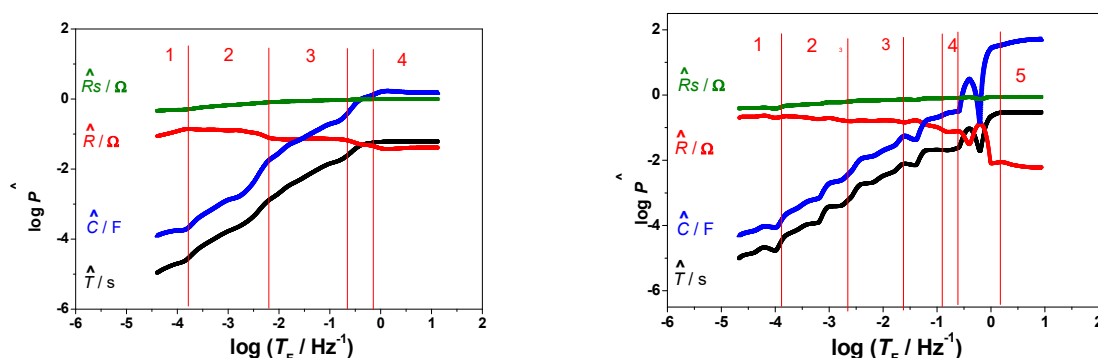 2
0
-2
-4
-6
log P^
1
2
3
4
R̂s / Ω
R̂ / Ω
Ĉ / F
T̂ / s
-6 -5 -4 -3 -2 -1 0 1 2
log (T_F / Hz⁻¹)
2
0
-2
-4
-6
log P^
1
2
3
3
4
5
R̂s / Ω
R̂ / Ω
Ĉ / F
T̂ / s
-6 -5 -4 -3 -2 -1 0 1 2
log (T_F / Hz⁻¹)